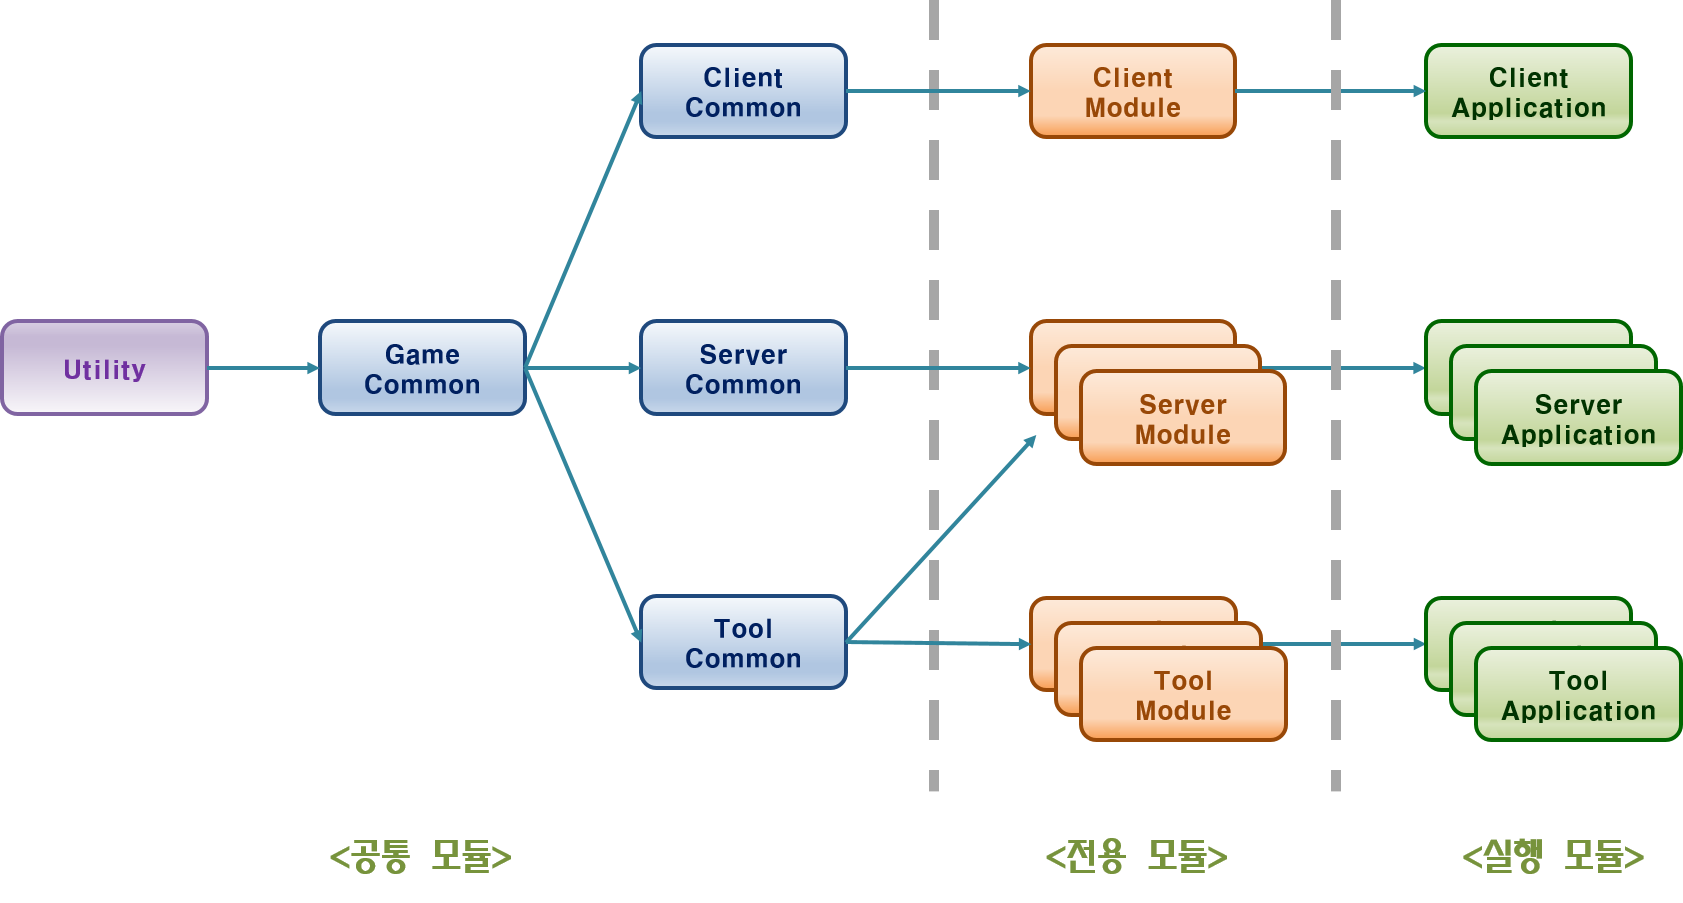 Client
Common
Client
Module
Client
Application
Utility
Game
Common
Server
Common
Server
Module
Server
Application
Tool
Common
Tool
Module
Tool
Application
<공통 모듈>
<전용 모듈>
<실행 모듈>